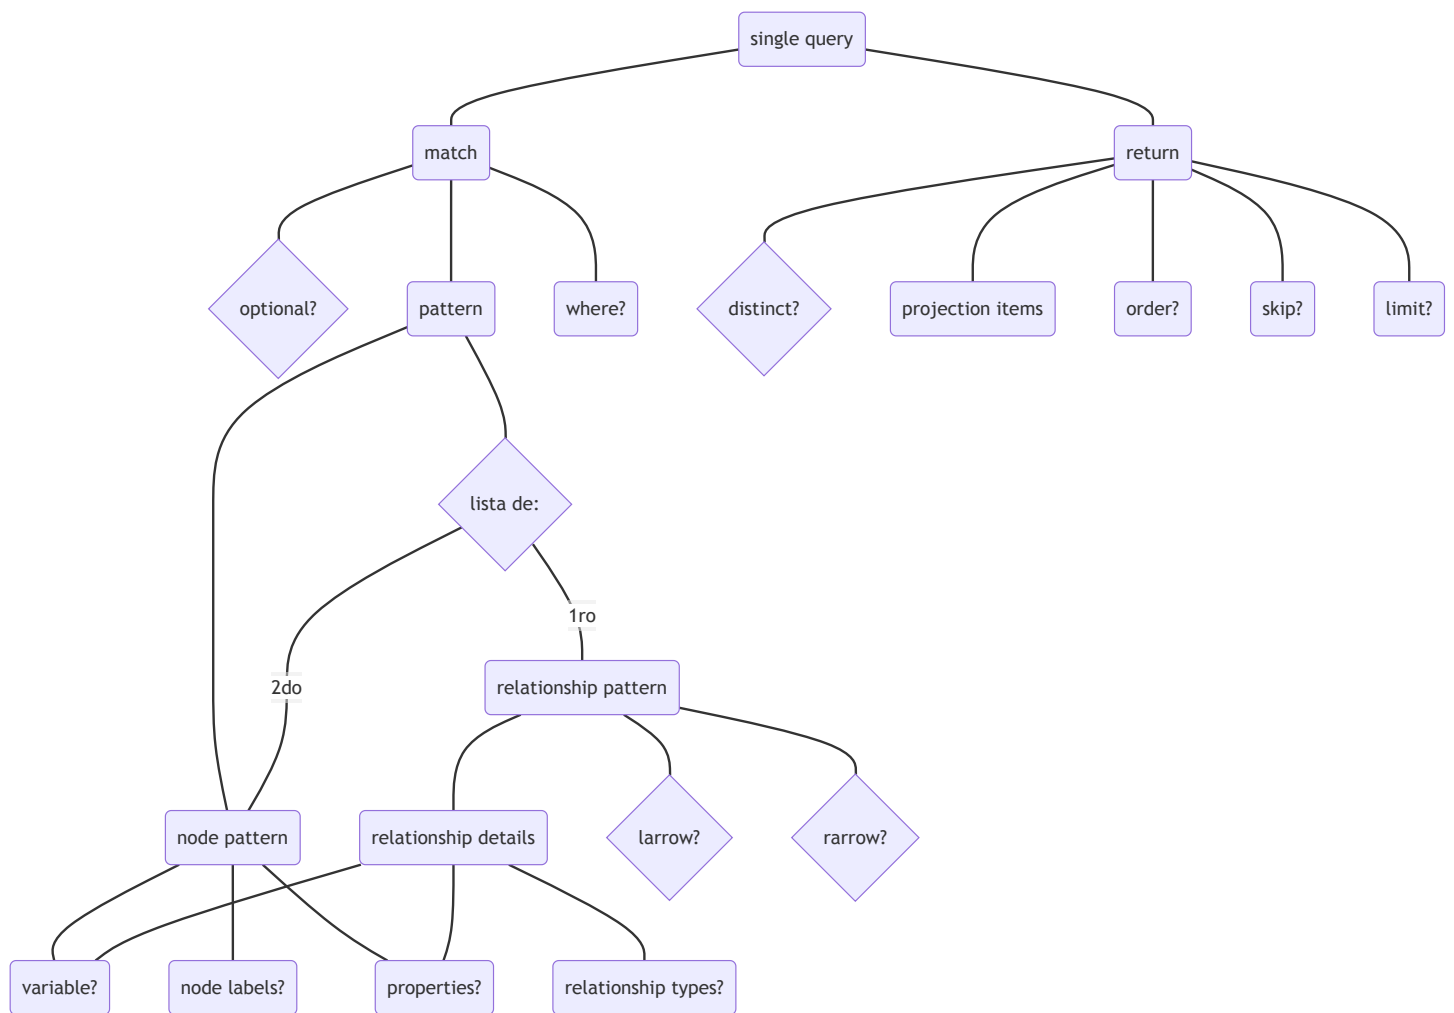 single query
match
return
optional?
pattern
where?
distinct?
projection items
order?
skip?
limit?
lista de:
1ro
2do
relationship pattern
node pattern
relationship details
larrow?
rarrow?
variable?
node labels?
properties?
relationship types?